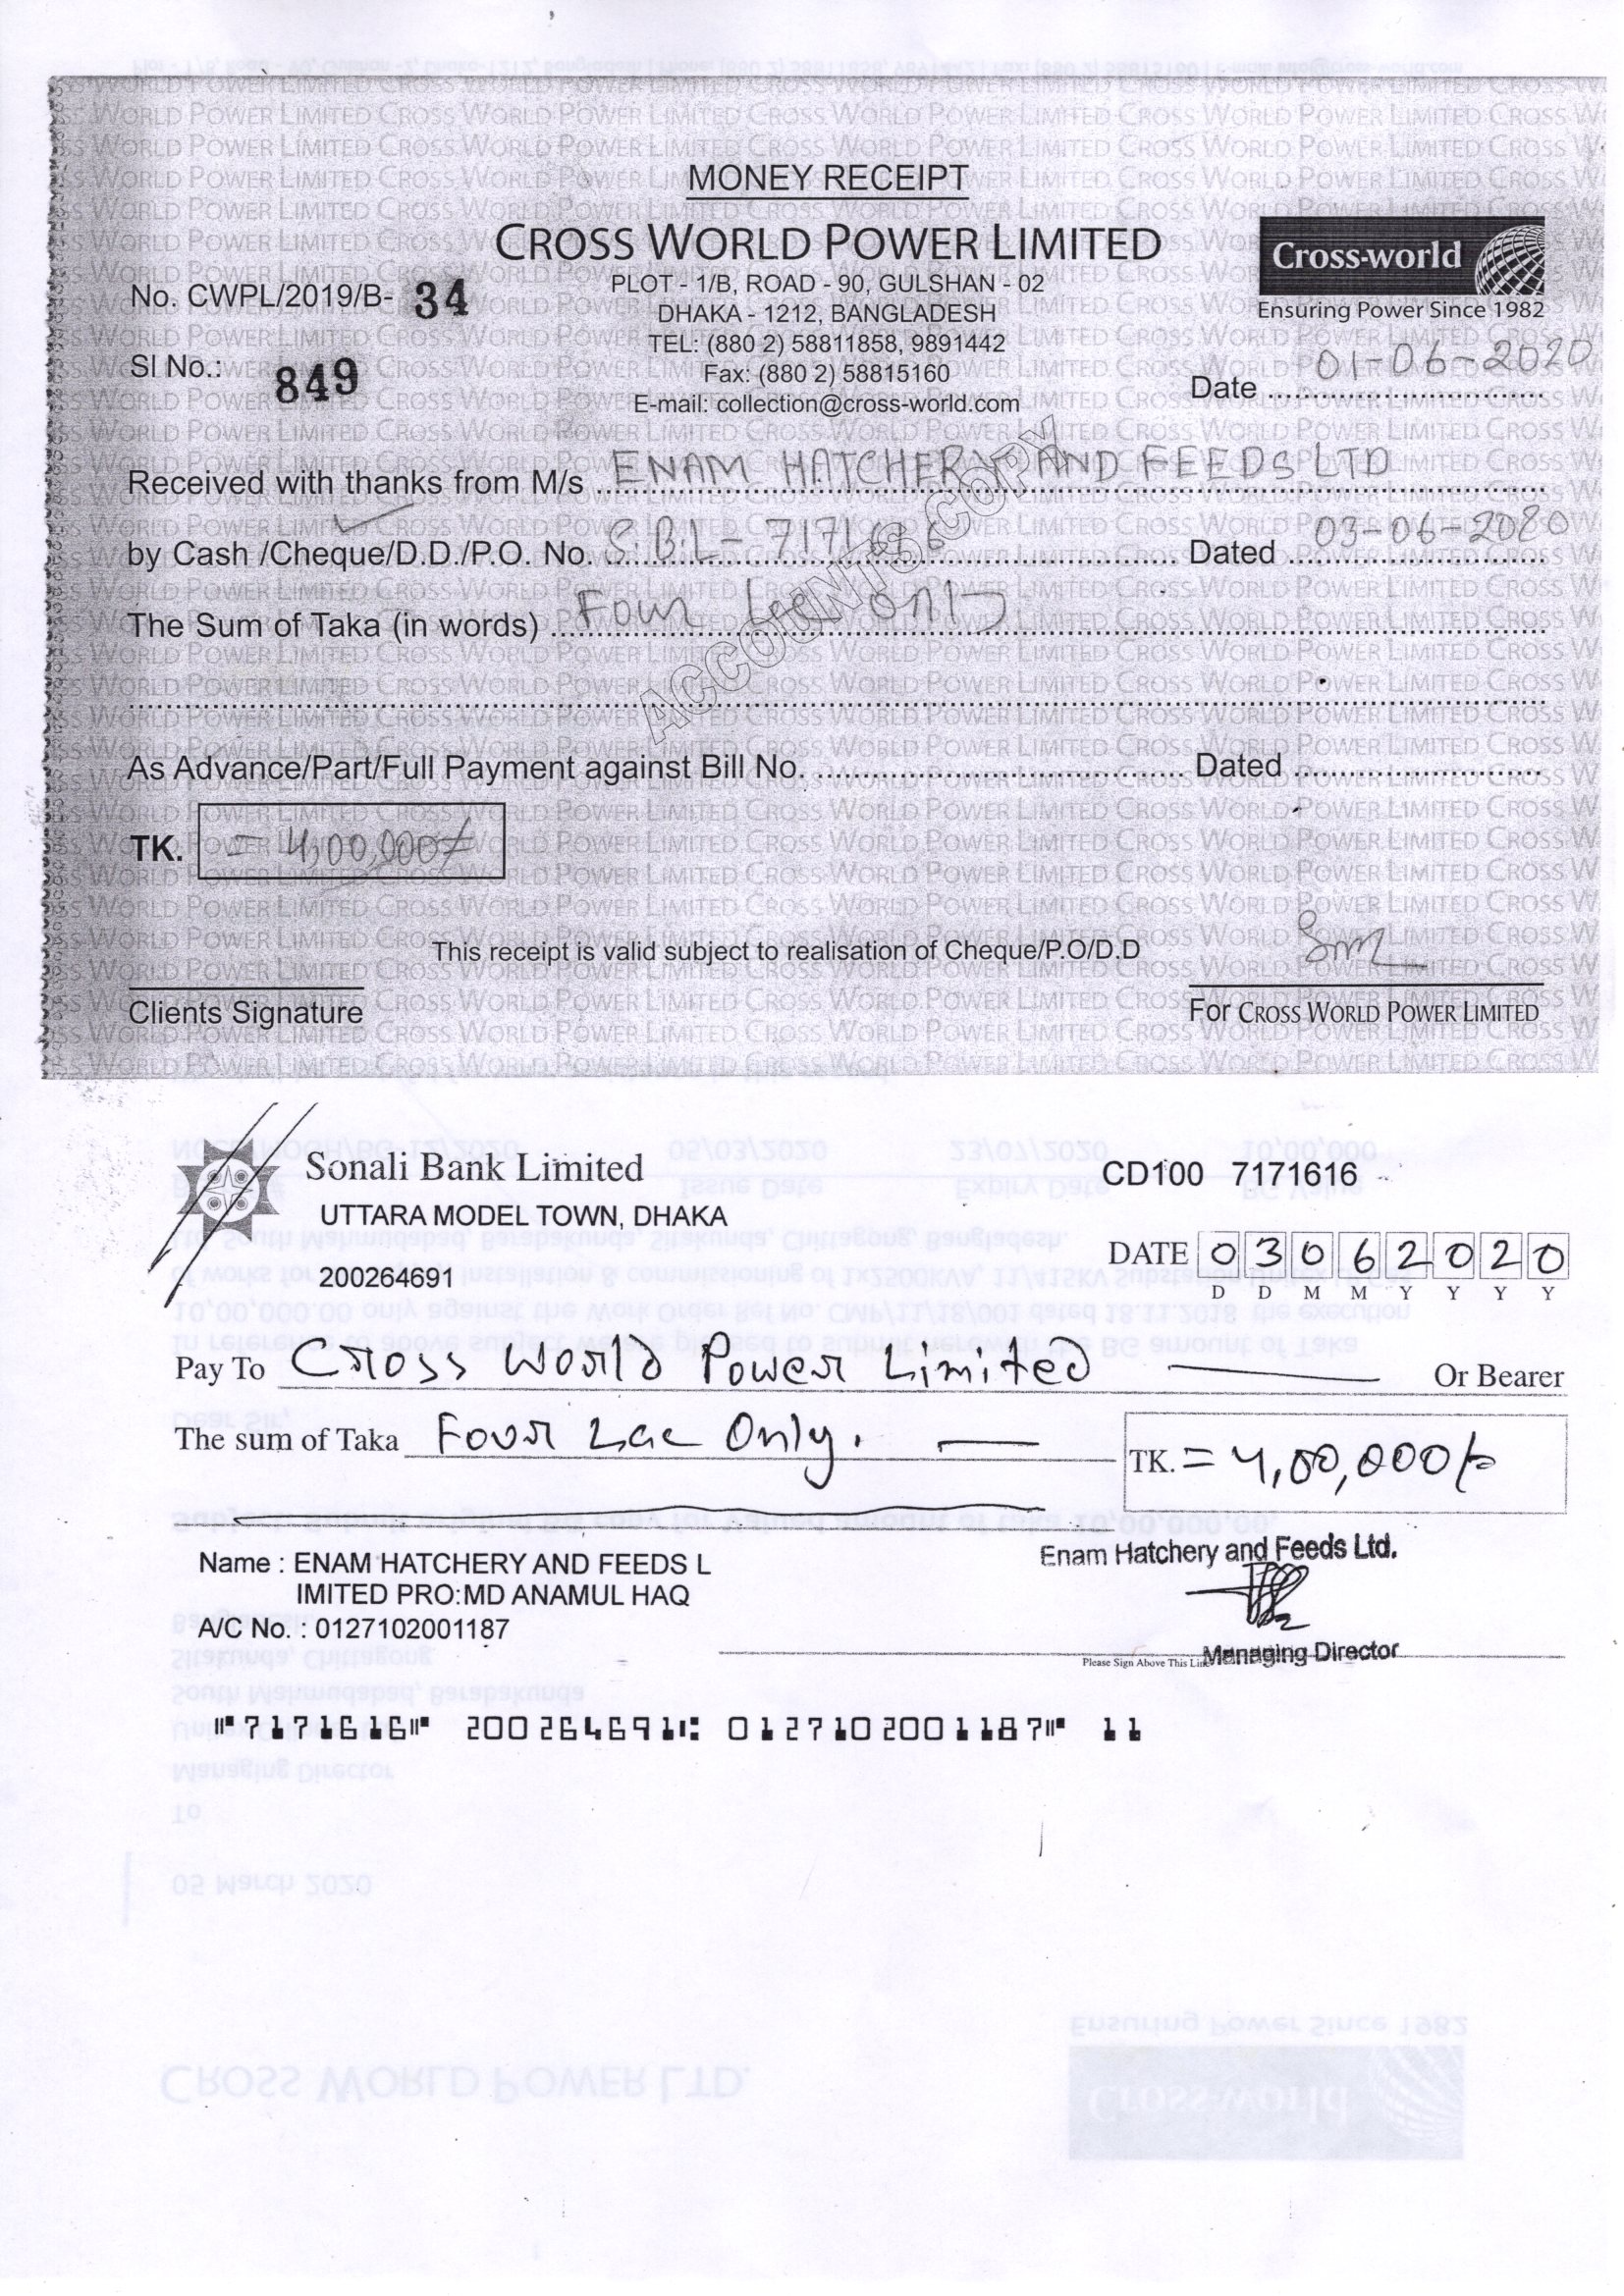 MONEY RECEIPT
CROSS WORLD POWER LIMITED
PLOT - 1/B, ROAD - 90, GULSHAN - 02
DHAKA - 1212, BANGLADESH
TEL: (880 2) 58811858, 9891442
Fax: (880 2) 58815160
E-mail: collection@cross-world.com
Cross-world
Ensuring Power Since 1982
No. CWPL/2019/B- 34
Sl No.: 849
Date 01-06-2020
Received with thanks from M/s ENAM HATCHERY AND FEEDS LTD
by Cash /Cheque/D.D./P.O. No. S.B.L - 7171616 Dated 03-06-2020
The Sum of Taka (in words) Four Lac only
ACCOUNTS COPY
As Advance/Part/Full Payment against Bill No. Dated
TK. = 4,00,000/=
This receipt is valid subject to realisation of Cheque/P.O/D.D
Clients Signature
For CROSS WORLD POWER LIMITED
Sonali Bank Limited
CD100 7171616
UTTARA MODEL TOWN, DHAKA
200264691
DATE 03062020
D D M M Y Y Y Y
Pay To Cross World Power Limited Or Bearer
The sum of Taka Four Lac Only.
TK. = 4,00,000/=
Name : ENAM HATCHERY AND FEEDS L
IMITED PRO:MD ANAMUL HAQ
A/C No. : 0127102001187
Enam Hatchery and Feeds Ltd.
Please Sign Above This Line
Managing Director
⑈7171616⑈ 200264691⑆ 0127102001187⑈ 11